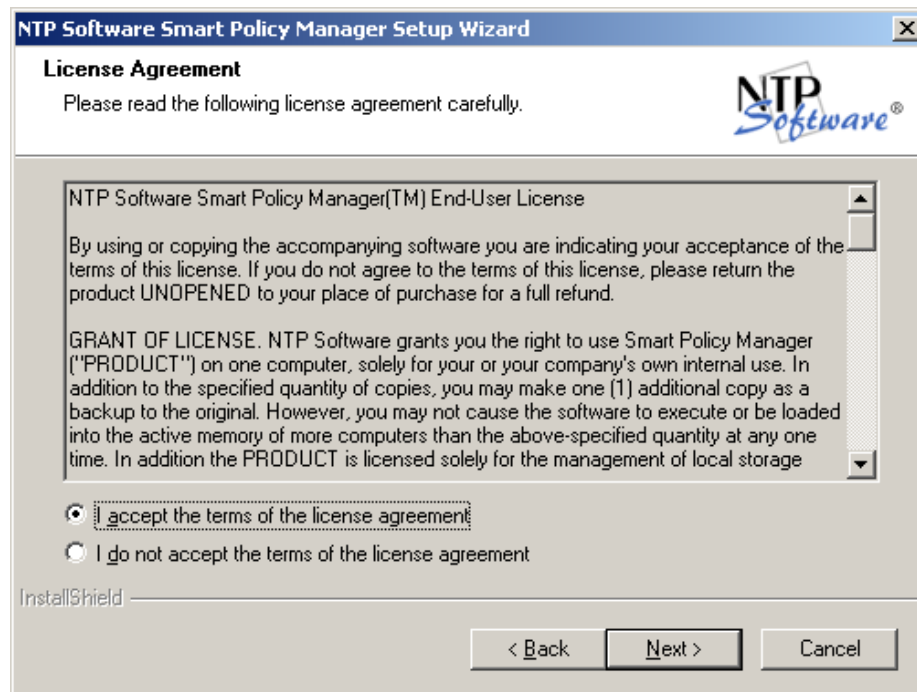 NTP Software Smart Policy Manager Setup Wizard
License Agreement
Please read the following license agreement carefully.
NTP
Software®
NTP Software Smart Policy Manager(TM) End-User License
By using or copying the accompanying software you are indicating your acceptance of the
terms of this license. If you do not agree to the terms of this license, please return the
product UNOPENED to your place of purchase for a full refund.
GRANT OF LICENSE. NTP Software grants you the right to use Smart Policy Manager
("PRODUCT") on one computer, solely for your or your company's own internal use. In
addition to the specified quantity of copies, you may make one (1) additional copy as a
backup to the original. However, you may not cause the software to execute or be loaded
into the active memory of more computers than the above-specified quantity at any one
time. In addition the PRODUCT is licensed solely for the management of local storage
I accept the terms of the license agreement
I do not accept the terms of the license agreement
InstallShield
< Back
Next >
Cancel